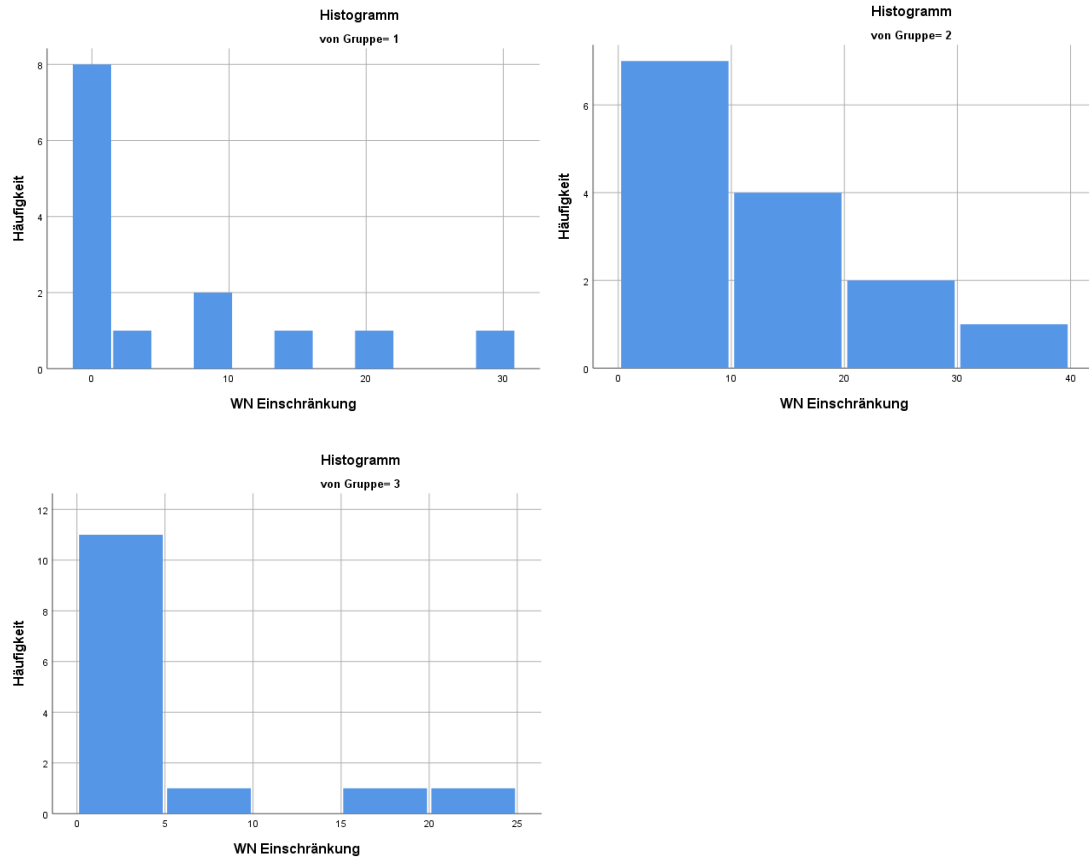 Histogramm
von Gruppe= 1
Häufigkeit
8
6
4
2
0
0 10 20 30
WN Einschränkung
Histogramm
von Gruppe= 2
Häufigkeit
6
4
2
0
0 10 20 30 40
WN Einschränkung
Histogramm
von Gruppe= 3
Häufigkeit
12
10
8
6
4
2
0
0 5 10 15 20 25
WN Einschränkung